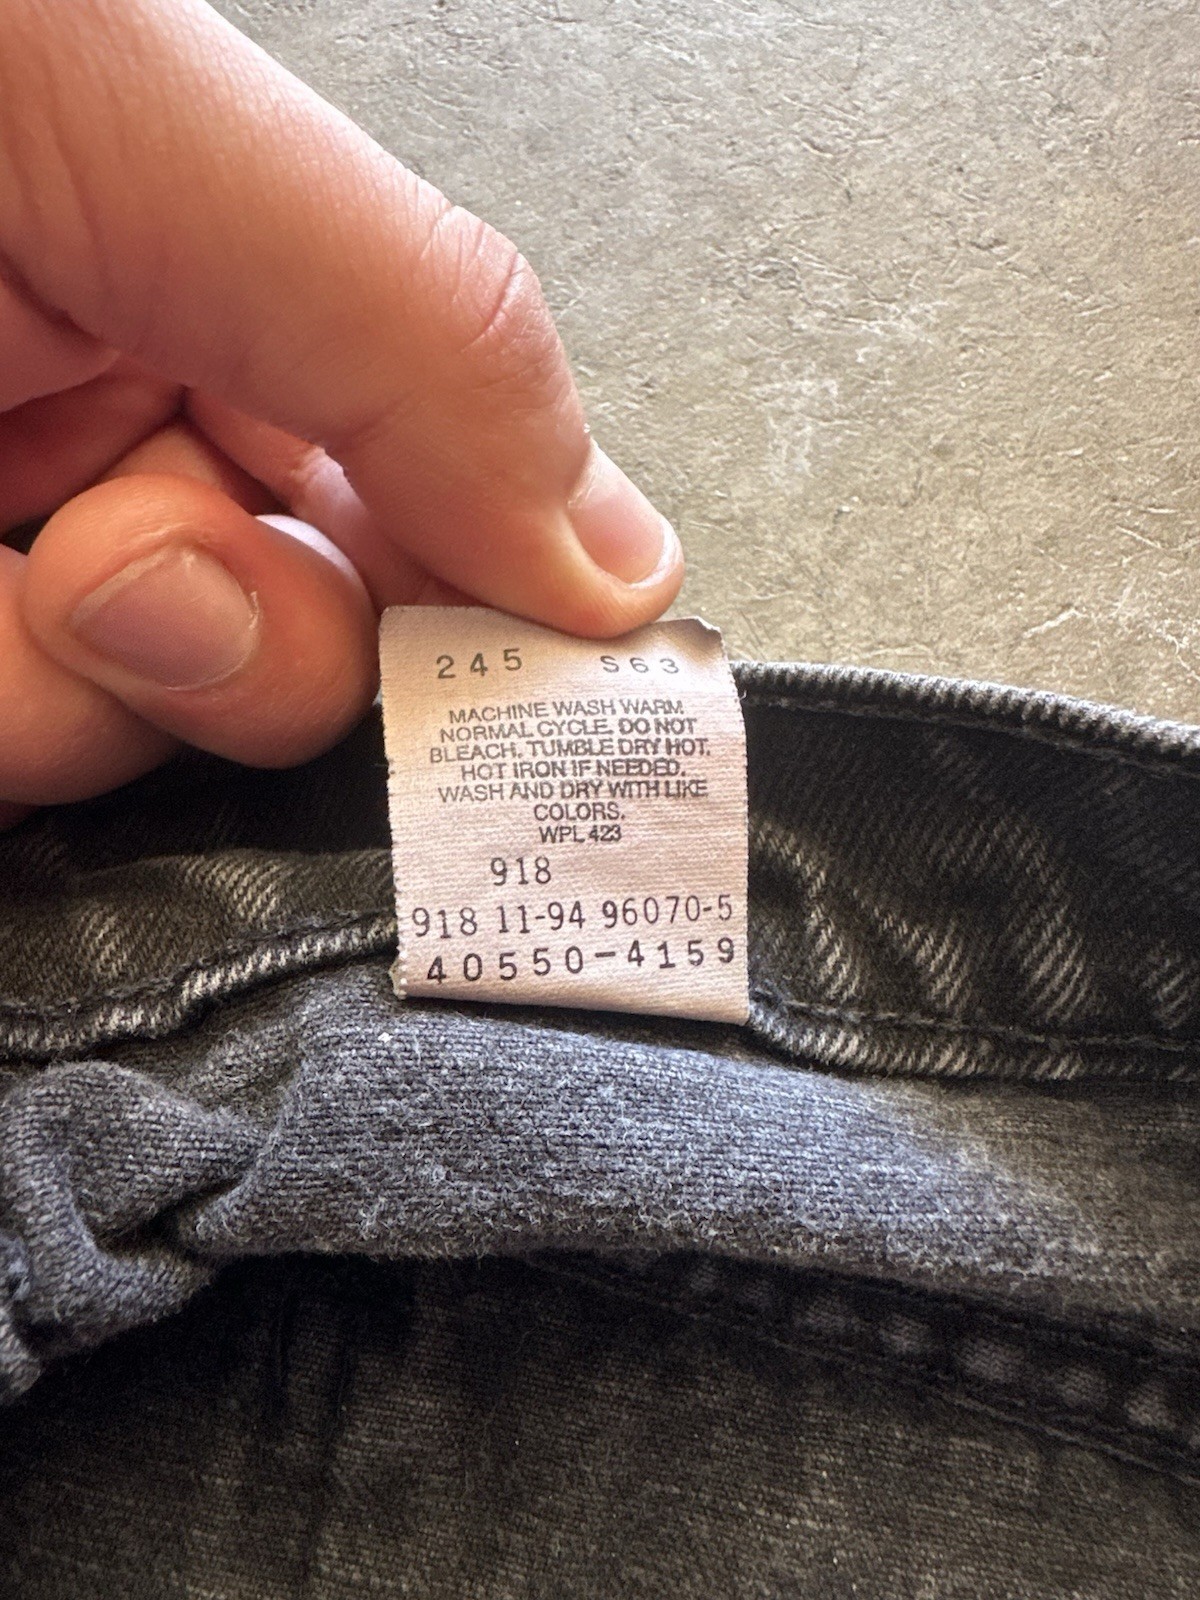 245 S63
MACHINE WASH WARM
NORMAL CYCLE. DO NOT
BLEACH. TUMBLE DRY HOT.
HOT IRON IF NEEDED.
WASH AND DRY WITH LIKE
COLORS.
WPL 423
918
918 11-94 96070-5
40550-4159